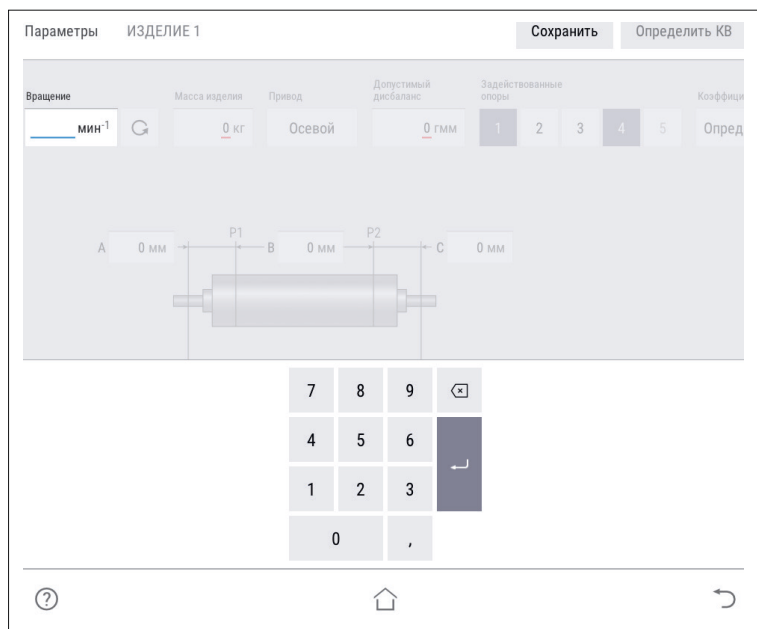 Параметры ИЗДЕЛИЕ 1 Сохранить Определить КВ
Допустимый Задействованные
Вращение Масса изделия Привод дисбаланс опоры Коэффици
мин-1 0 кг Осевой 0 гмм 1 2 3 4 5 Опред
P1 P2
A 0 мм B 0 мм C 0 мм
7 8 9
4 5 6
1 2 3
0 ,
?